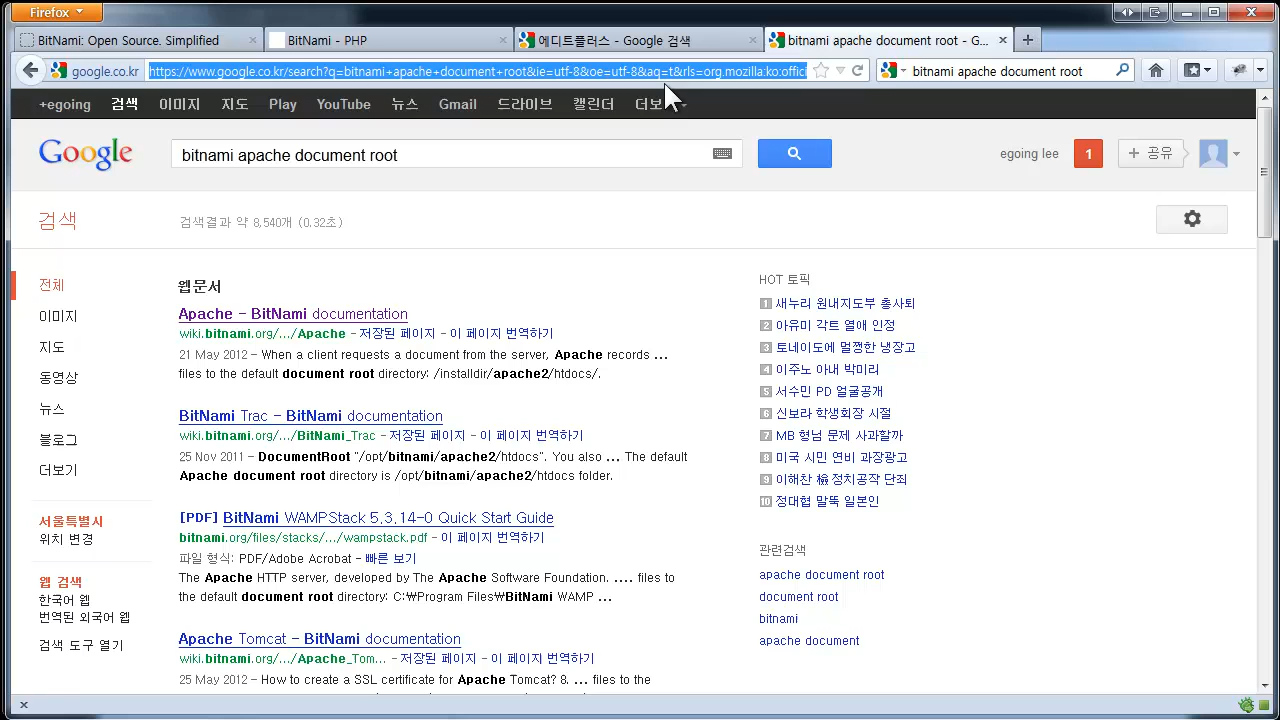 Firefox
BitNami: Open Source. Simplified
BitNami - PHP
에디트플러스 - Google 검색
bitnami apache document root - G...
google.co.kr
https://www.google.co.kr/search?q=bitnami+apache+document+root&ie=utf-8&oe=utf-8&aq=t&rls=org.mozilla:ko:offici
bitnami apache document root
+egoing 검색 이미지 지도 Play YouTube 뉴스 Gmail 드라이브 캘린더 더보
Google
bitnami apache document root
egoing lee
1
+ 공유
검색
검색결과 약 8,540개 (0.32초)
전체
이미지
지도
동영상
뉴스
블로그
더보기
서울특별시
위치 변경
웹 검색
한국어 웹
번역된 외국어 웹
검색 도구 열기
웹문서
Apache - BitNami documentation
wiki.bitnami.org/.../Apache - 저장된 페이지 - 이 페이지 번역하기
21 May 2012 - When a client requests a document from the server, Apache records ...
files to the default document root directory: /installdir/apache2/htdocs/.
BitNami Trac - BitNami documentation
wiki.bitnami.org/.../BitNami_Trac - 저장된 페이지 - 이 페이지 번역하기
25 Nov 2011 - DocumentRoot "/opt/bitnami/apache2/htdocs". You also ... The default
Apache document root directory is /opt/bitnami/apache2/htdocs folder.
[PDF] BitNami WAMPStack 5.3.14-0 Quick Start Guide
bitnami.org/files/stacks/.../wampstack.pdf - 이 페이지 번역하기
파일 형식: PDF/Adobe Acrobat - 빠른 보기
The Apache HTTP server, developed by The Apache Software Foundation. .... files to
the default document root directory: C:₩Program Files₩BitNami WAMP ...
Apache Tomcat - BitNami documentation
wiki.bitnami.org/.../Apache_Tom... - 저장된 페이지 - 이 페이지 번역하기
25 May 2012 - How to create a SSL certificate for Apache Tomcat? 8. ... files to the
HOT 토픽
1 새누리 원내지도부 총사퇴
2 아유미 각트 열애 인정
3 토네이도에 멀쩡한 냉장고
4 이주노 아내 박미리
5 서수민 PD 얼굴공개
6 신보라 학생회장 시절
7 MB 형님 문제 사과할까
8 미국 시민 연비 과장광고
9 이해찬 檢 정치공작 단죄
10 정대협 말뚝 일본인
관련검색
apache document root
document root
bitnami
apache document